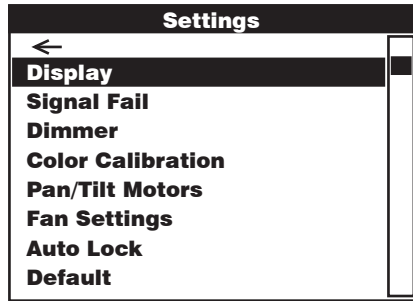 Settings
←
Display
Signal Fail
Dimmer
Color Calibration
Pan/Tilt Motors
Fan Settings
Auto Lock
Default